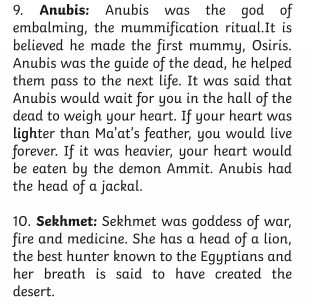 9. Anubis: Anubis was the god of
embalming, the mummification ritual.It is
believed he made the first mummy, Osiris.
Anubis was the guide of the dead, he helped
them pass to the next life. It was said that
Anubis would wait for you in the hall of the
dead to weigh your heart. If your heart was
lighter than Ma'at's feather, you would live
forever. If it was heavier, your heart would
be eaten by the demon Ammit. Anubis had
the head of a jackal.
10. Sekhmet: Sekhmet was goddess of war,
fire and medicine. She has a head of a lion,
the best hunter known to the Egyptians and
her breath is said to have created the
desert.